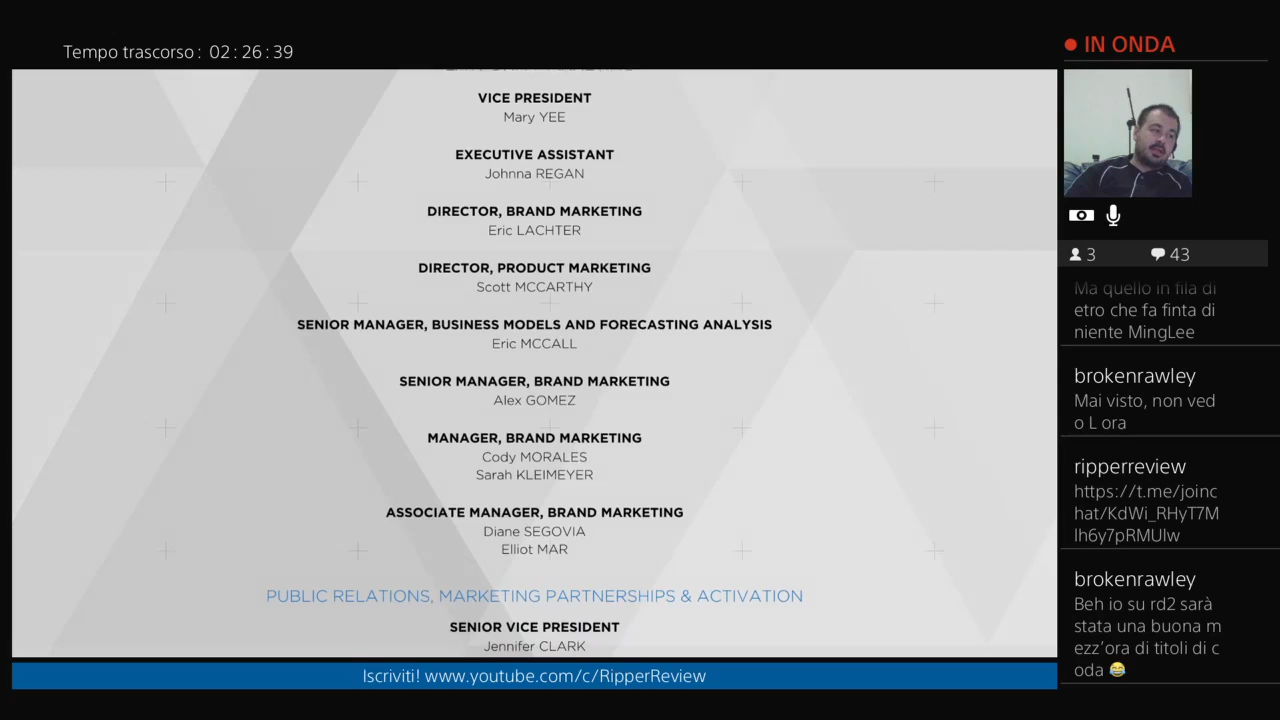 Tempo trascorso: 02:26:39
IN ONDA
VICE PRESIDENT
Mary YEE
EXECUTIVE ASSISTANT
Johnna REGAN
DIRECTOR, BRAND MARKETING
Eric LACHTER
DIRECTOR, PRODUCT MARKETING
Scott MCCARTHY
SENIOR MANAGER, BUSINESS MODELS AND FORECASTING ANALYSIS
Eric MCCALL
SENIOR MANAGER, BRAND MARKETING
Alex GOMEZ
MANAGER, BRAND MARKETING
Cody MORALES
Sarah KLEIMEYER
ASSOCIATE MANAGER, BRAND MARKETING
Diane SEGOVIA
Elliot MAR
PUBLIC RELATIONS, MARKETING PARTNERSHIPS & ACTIVATION
SENIOR VICE PRESIDENT
Jennifer CLARK
Iscriviti! www.youtube.com/c/RipperReview
3 43
Ma quello in fila di
etro che fa finta di
niente MingLee
brokenrawley
Mai visto, non ved
o L ora
ripperreview
https://t.me/joinc
hat/KdWi_RHyT7M
lh6y7pRMUlw
brokenrawley
Beh io su rd2 sarà
stata una buona m
ezz’ora di titoli di c
oda 😂